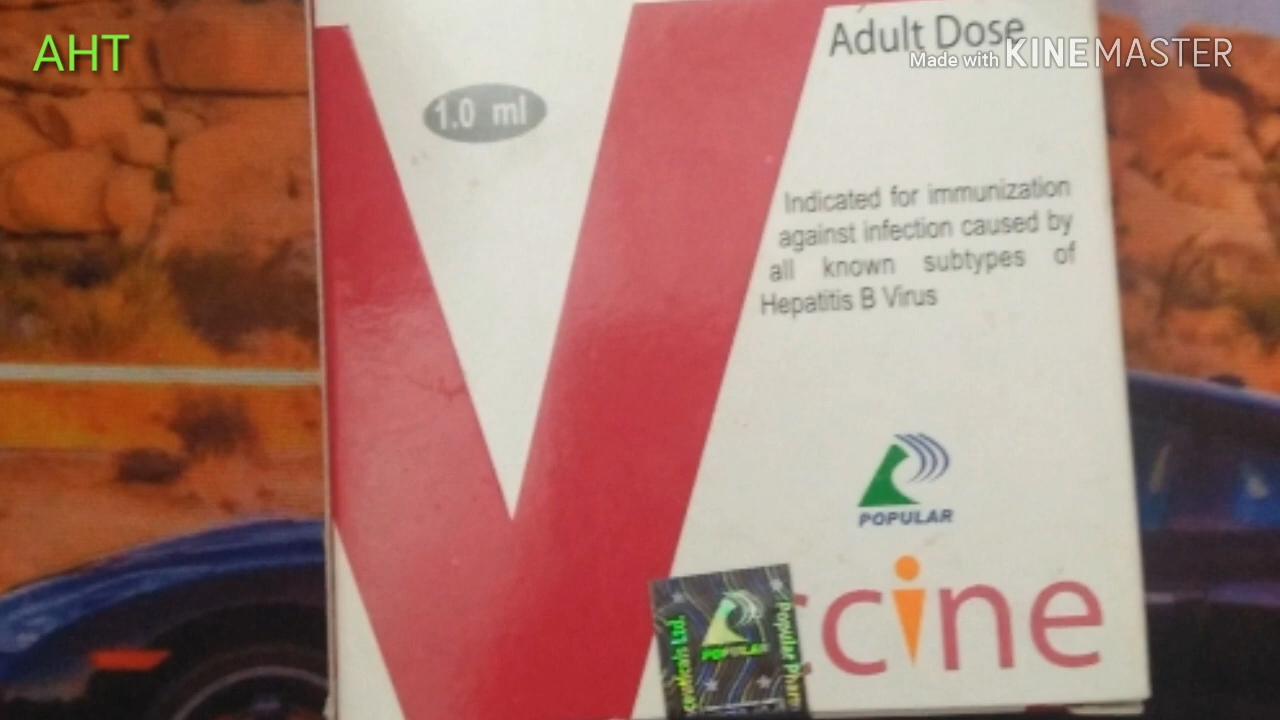 AHT
Adult Dose
Made with KINEMASTER
1.0 ml
Indicated for immunization
against infection caused by
all known subtypes of
Hepatitis B Virus
POPULAR
ccine
POPULAR
ceuticals Ltd.
Popular Pharm